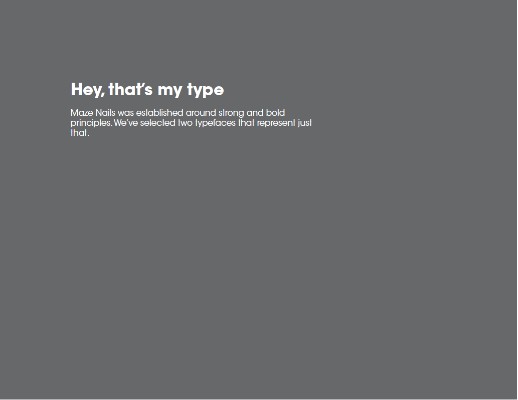 Hey, that's my type
Maze Nails was established around strong and bold
principles. We've selected two typefaces that represent just
that.